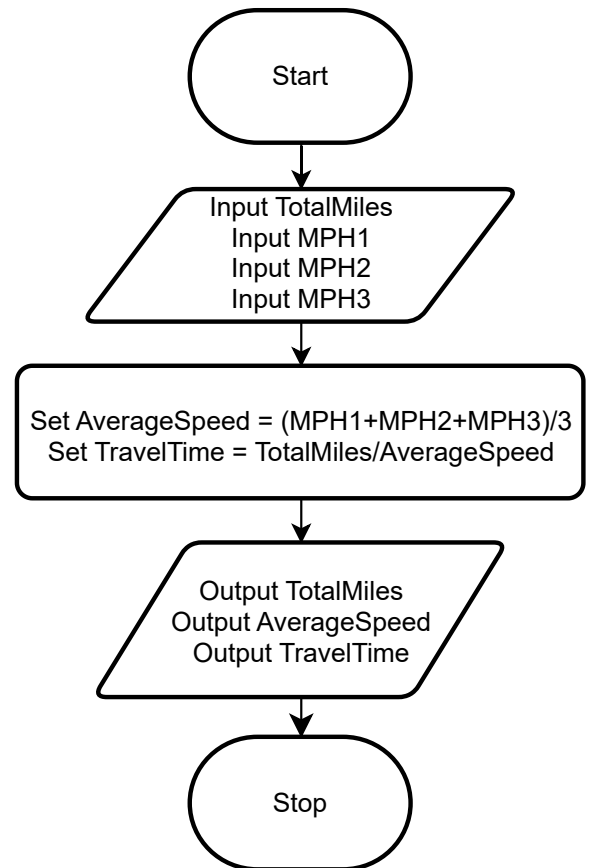 Start
Input TotalMiles
Input MPH1
Input MPH2
Input MPH3
Set AverageSpeed = (MPH1+MPH2+MPH3)/3
Set TravelTime = TotalMiles/AverageSpeed
Output TotalMiles
Output AverageSpeed
Output TravelTime
Stop